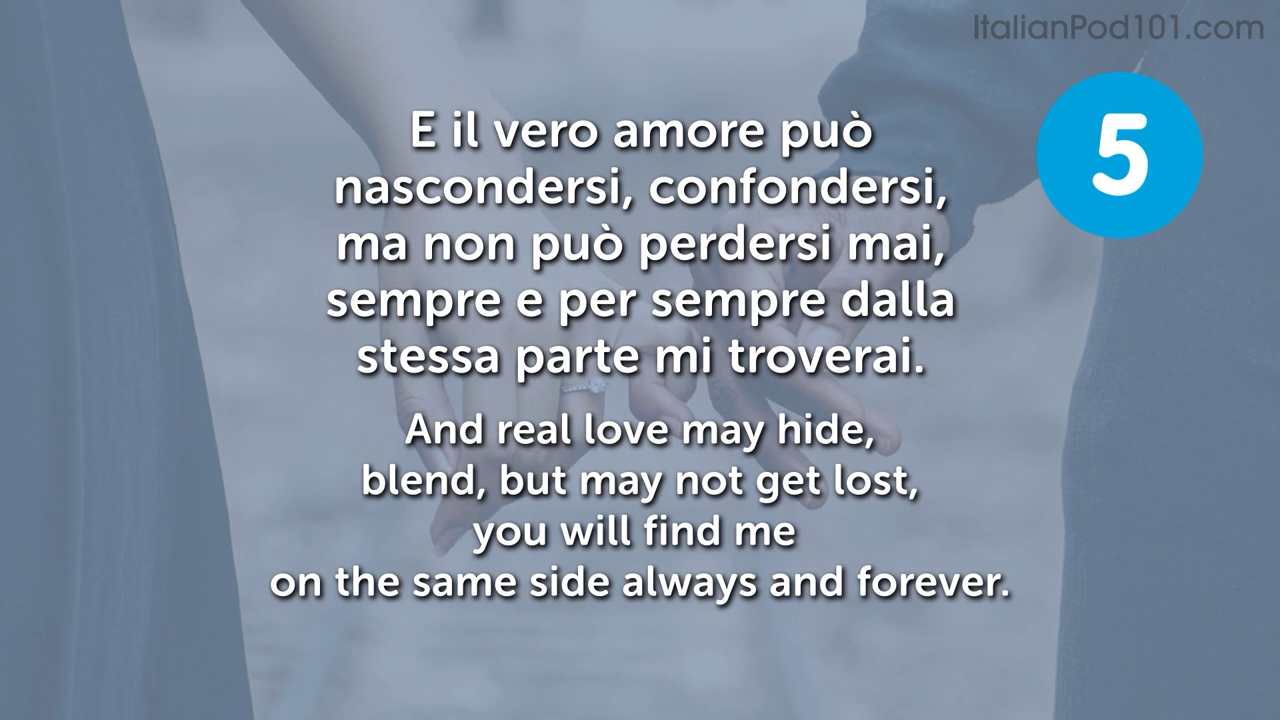 ItalianPod101.com
5
E il vero amore può
nascondersi, confondersi,
ma non può perdersi mai,
sempre e per sempre dalla
stessa parte mi troverai.
And real love may hide,
blend, but may not get lost,
you will find me
on the same side always and forever.